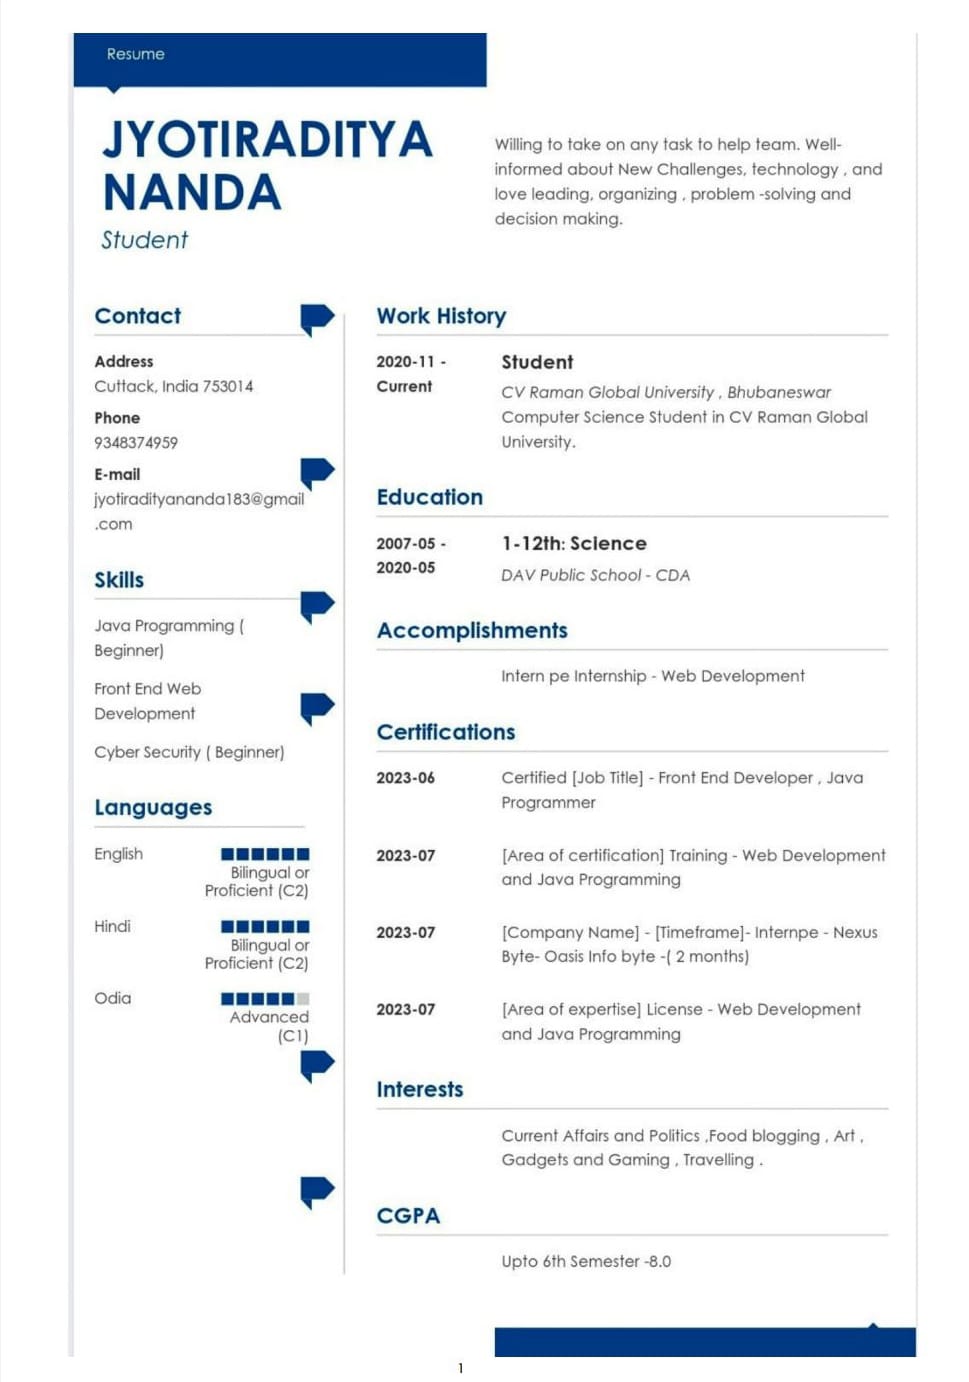 Resume
JYOTIRADITYA
NANDA
Student
Willing to take on any task to help team. Well-
informed about New Challenges, technology , and
love leading, organizing , problem -solving and
decision making.
Contact
Address
Cuttack, India 753014
Phone
9348374959
E-mail
jyotiradityananda183@gmail
.com
Skills
Java Programming (
Beginner)
Front End Web
Development
Cyber Security ( Beginner)
Languages
English
Bilingual or
Proficient (C2)
Hindi
Bilingual or
Proficient (C2)
Odia
Advanced
(C1)
Work History
2020-11 -
Current
Student
CV Raman Global University , Bhubaneswar
Computer Science Student in CV Raman Global
University.
Education
2007-05 -
2020-05
1-12th: Science
DAV Public School - CDA
Accomplishments
Intern pe Internship - Web Development
Certifications
2023-06
Certified [Job Title] - Front End Developer , Java
Programmer
2023-07
[Area of certification] Training - Web Development
and Java Programming
2023-07
[Company Name] - [Timeframe]- Internpe - Nexus
Byte- Oasis Info byte -( 2 months)
2023-07
[Area of expertise] License - Web Development
and Java Programming
Interests
Current Affairs and Politics ,Food blogging , Art ,
Gadgets and Gaming , Travelling .
CGPA
Upto 6th Semester -8.0
1